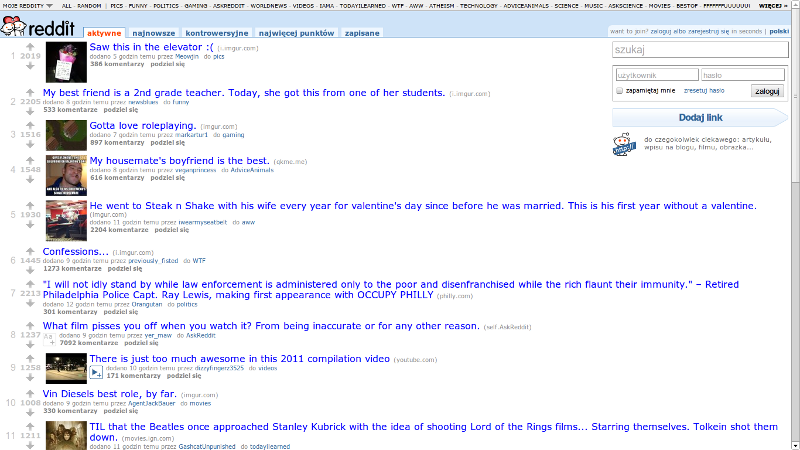 MOJE REDDITY ALL - RANDOM | PICS - FUNNY - POLITICS - GAMING - ASKREDDIT - WORLDNEWS - VIDEOS - IAMA - TODAYILEARNED - WTF - AWW - ATHEISM - TECHNOLOGY - ADVICEANIMALS - SCIENCE - MUSIC - ASKSCIENCE - MOVIES - BESTOF - FFFFFFFUUUUUU WIĘCEJ »
reddit aktywne najnowsze kontrowersyjne najwięcej punktów zapisane
want to join? zaloguj albo zarejestruj się in seconds | polski
szukaj
użytkownik hasło
zapamiętaj mnie zresetuj hasło zaloguj
Dodaj link
do czegokolwiek ciekawego: artykułu,
wpisu na blogu, filmu, obrazka...
1 2019 Saw this in the elevator :( (i.imgur.com)
dodano 5 godzin temu przez Meowgin do pics
386 komentarzy podziel się
2 2205 My best friend is a 2nd grade teacher. Today, she got this from one of her students. (i.imgur.com)
dodano 8 godzin temu przez newsblues do funny
533 komentarze podziel się
3 1516 Gotta love roleplaying. (imgur.com)
dodano 7 godzin temu przez markartur1 do gaming
897 komentarzy podziel się
4 1548 My housemate's boyfriend is the best. (qkme.me)
dodano 8 godzin temu przez veganprincess do AdviceAnimals
616 komentarzy podziel się
5 1930 He went to Steak n Shake with his wife every year for valentine's day since before he was married. This is his first year without a valentine.
(imgur.com)
dodano 11 godzin temu przez iwearmyseatbelt do aww
2204 komentarze podziel się
6 1445 Confessions... (i.imgur.com)
dodano 9 godzin temu przez previously_fisted do WTF
1273 komentarze podziel się
7 2213 "I will not idly stand by while law enforcement is administered only to the poor and disenfranchised while the rich flaunt their immunity." – Retired
Philadelphia Police Capt. Ray Lewis, making first appearance with OCCUPY PHILLY (philly.com)
dodano 12 godzin temu przez Orangutan do politics
301 komentarzy podziel się
8 1237 What film pisses you off when you watch it? From being inaccurate or for any other reason. (self.AskReddit)
dodano 9 godzin temu przez yer_maw do AskReddit
7092 komentarze podziel się
9 1258 There is just too much awesome in this 2011 compilation video (youtube.com)
dodano 10 godzin temu przez dizzyfingerz3525 do videos
171 komentarzy podziel się
10 1008 Vin Diesels best role, by far. (imgur.com)
dodano 9 godzin temu przez AgentJackBauer do movies
330 komentarzy podziel się
11 1211 TIL that the Beatles once approached Stanley Kubrick with the idea of shooting Lord of the Rings films... Starring themselves. Tolkein shot them
down. (movies.ign.com)
dodano 11 godzin temu przez GashcatUnpunished do todayilearned